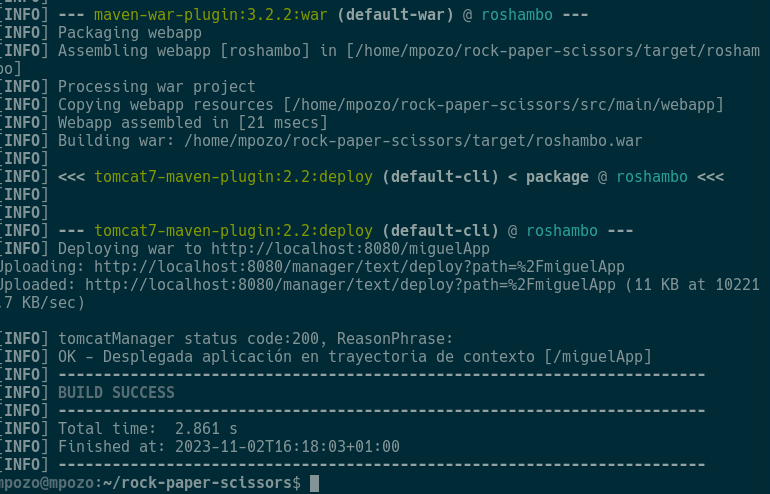 [INFO]
[INFO] --- maven-war-plugin:3.2.2:war (default-war) @ roshambo ---
[INFO] Packaging webapp
[INFO] Assembling webapp [roshambo] in [/home/mpozo/rock-paper-scissors/target/rosham
bo]
[INFO] Processing war project
[INFO] Copying webapp resources [/home/mpozo/rock-paper-scissors/src/main/webapp]
[INFO] Webapp assembled in [21 msecs]
[INFO] Building war: /home/mpozo/rock-paper-scissors/target/roshambo.war
[INFO]
[INFO] <<< tomcat7-maven-plugin:2.2:deploy (default-cli) < package @ roshambo <<<
[INFO]
[INFO]
[INFO] --- tomcat7-maven-plugin:2.2:deploy (default-cli) @ roshambo ---
[INFO] Deploying war to http://localhost:8080/miguelApp
Uploading: http://localhost:8080/manager/text/deploy?path=%2FmiguelApp
Uploaded: http://localhost:8080/manager/text/deploy?path=%2FmiguelApp (11 KB at 10221
.7 KB/sec)
[INFO] tomcatManager status code:200, ReasonPhrase:
[INFO] OK - Desplegada aplicación en trayectoria de contexto [/miguelApp]
[INFO] ------------------------------------------------------------------------
[INFO] BUILD SUCCESS
[INFO] ------------------------------------------------------------------------
[INFO] Total time:  2.861 s
[INFO] Finished at: 2023-11-02T16:18:03+01:00
[INFO] ------------------------------------------------------------------------
mpozo@mpozo:~/rock-paper-scissors$